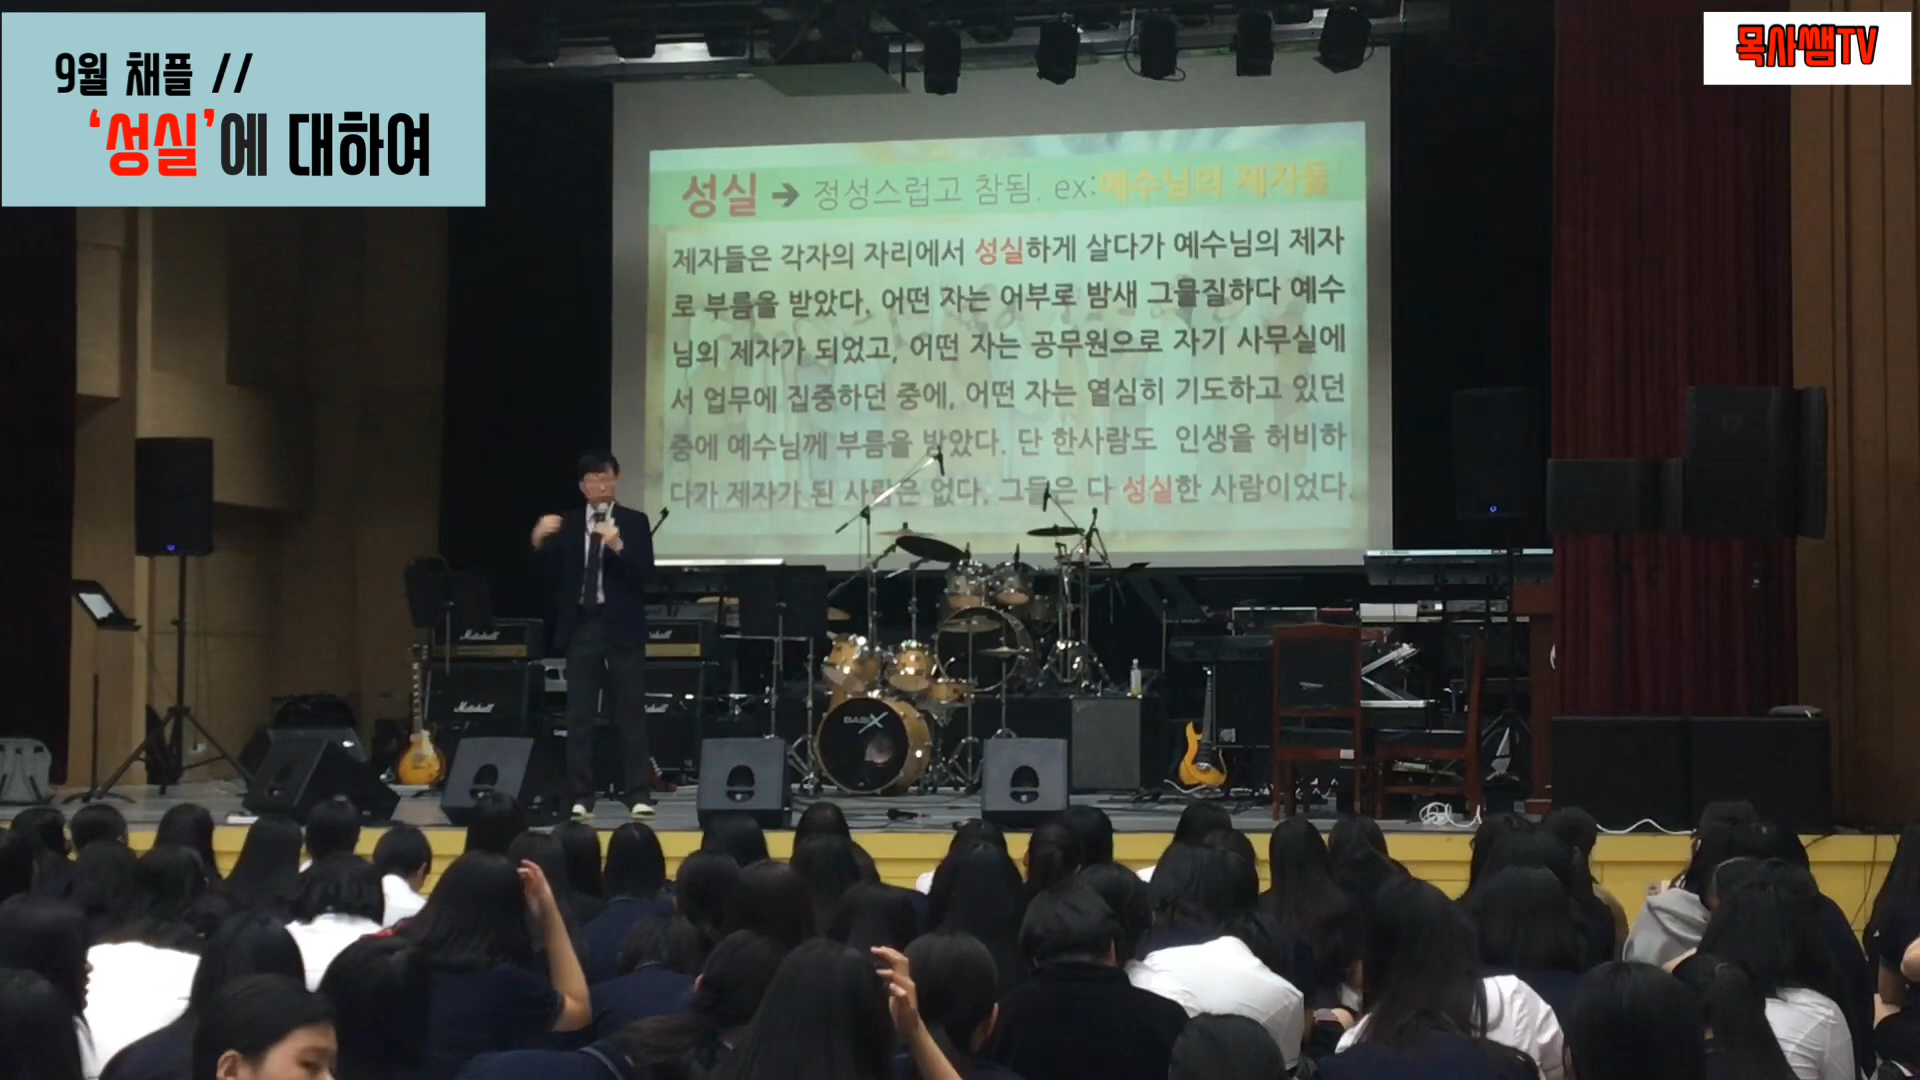 9월 채플 //
‘성실’에 대하여
목사쌤TV
성실 → 정성스럽고 참됨. ex:예수님의 제자들
제자들은 각자의 자리에서 성실하게 살다가 예수님의 제자
로 부름을 받았다. 어떤 자는 어부로 밤새 그물질하다 예수
님의 제자가 되었고, 어떤 자는 공무원으로 자기 사무실에
서 업무에 집중하던 중에, 어떤 자는 열심히 기도하고 있던
중에 예수님께 부름을 받았다. 단 한사람도 인생을 허비하
다가 제자가 된 사람은 없다. 그들은 다 성실한 사람이었다.
Marshall
Marshall
Marshall
Marshall
BASIX